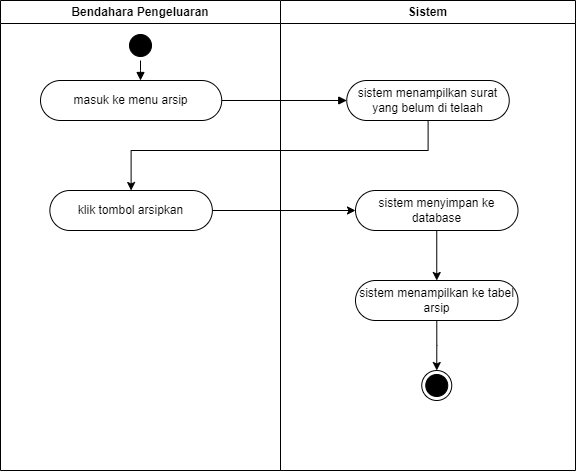 Bendahara Pengeluaran
Sistem
masuk ke menu arsip
sistem menampilkan surat
yang belum di telaah
klik tombol arsipkan
sistem menyimpan ke
database
sistem menampilkan ke tabel
arsip